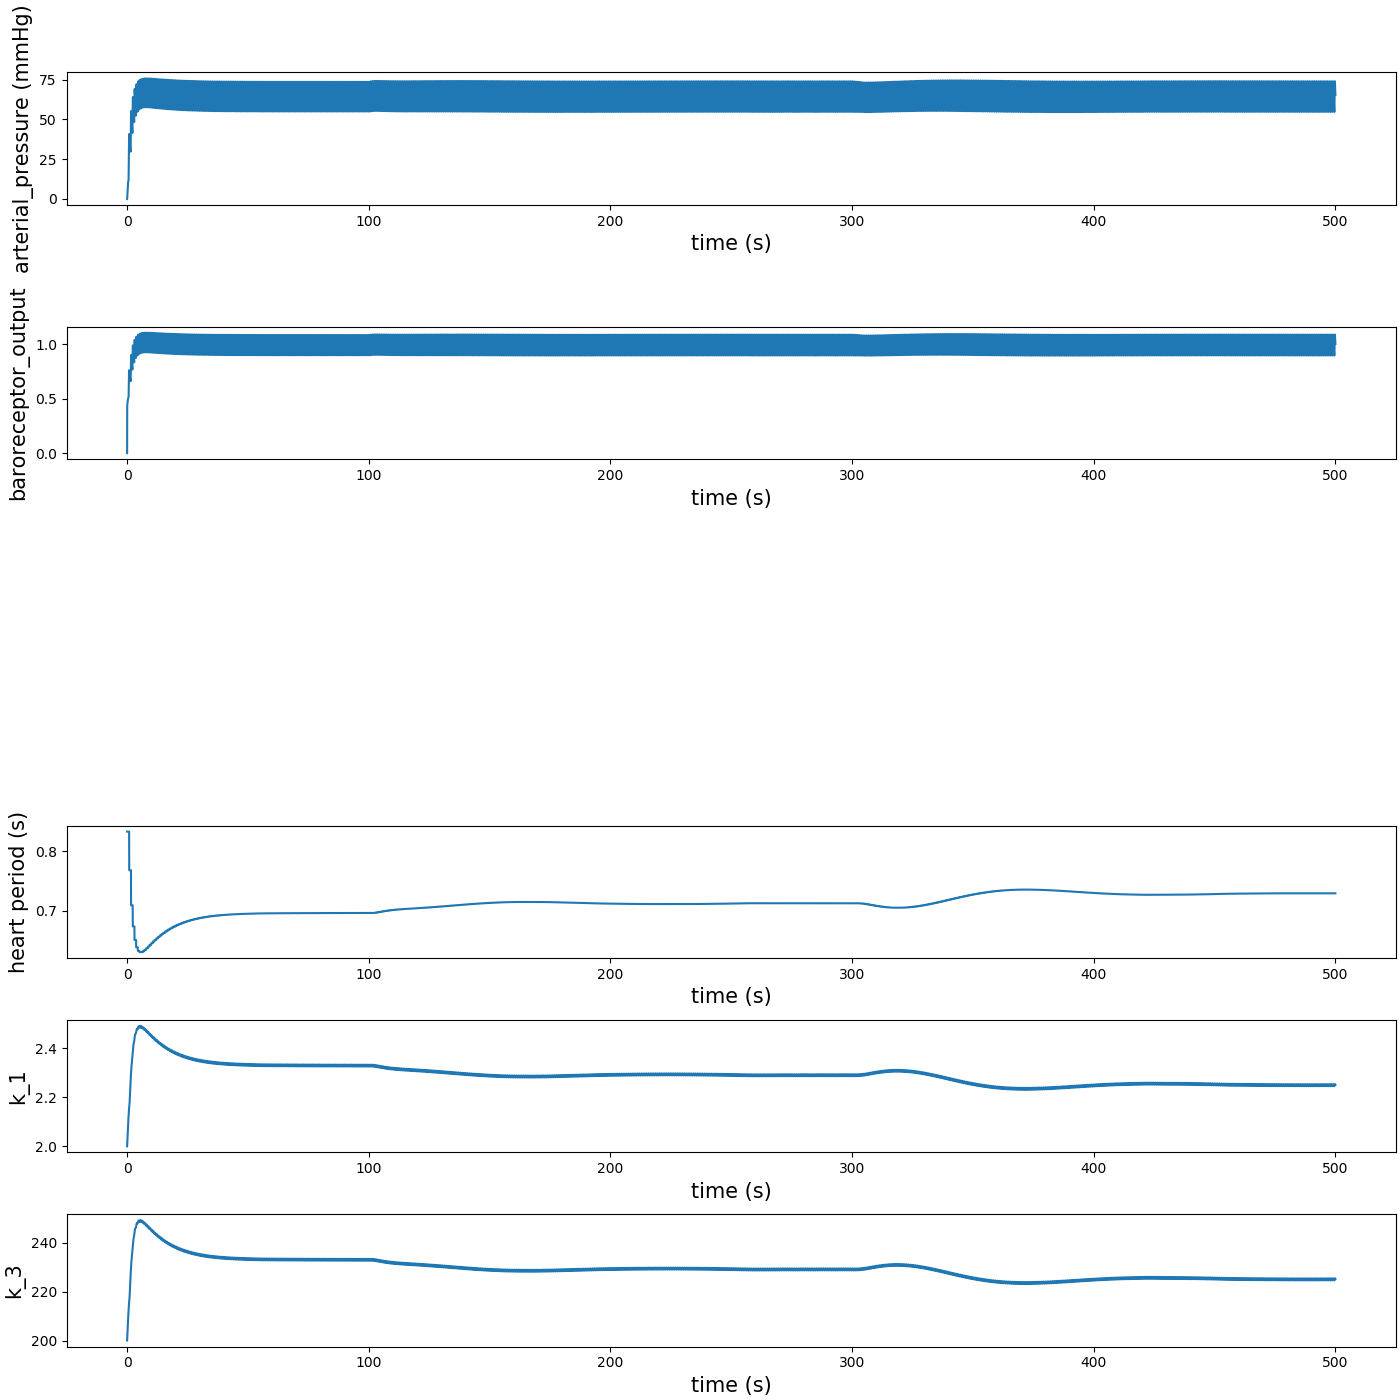 arterial_pressure (mmHg)
75
50
25
0
0 100 200 300 400 500
time (s)
baroreceptor_output
1.0
0.5
0.0
0 100 200 300 400 500
time (s)
heart period (s)
0.8
0.7
0 100 200 300 400 500
time (s)
k_1
2.4
2.2
2.0
0 100 200 300 400 500
time (s)
k_3
240
220
200
0 100 200 300 400 500
time (s)